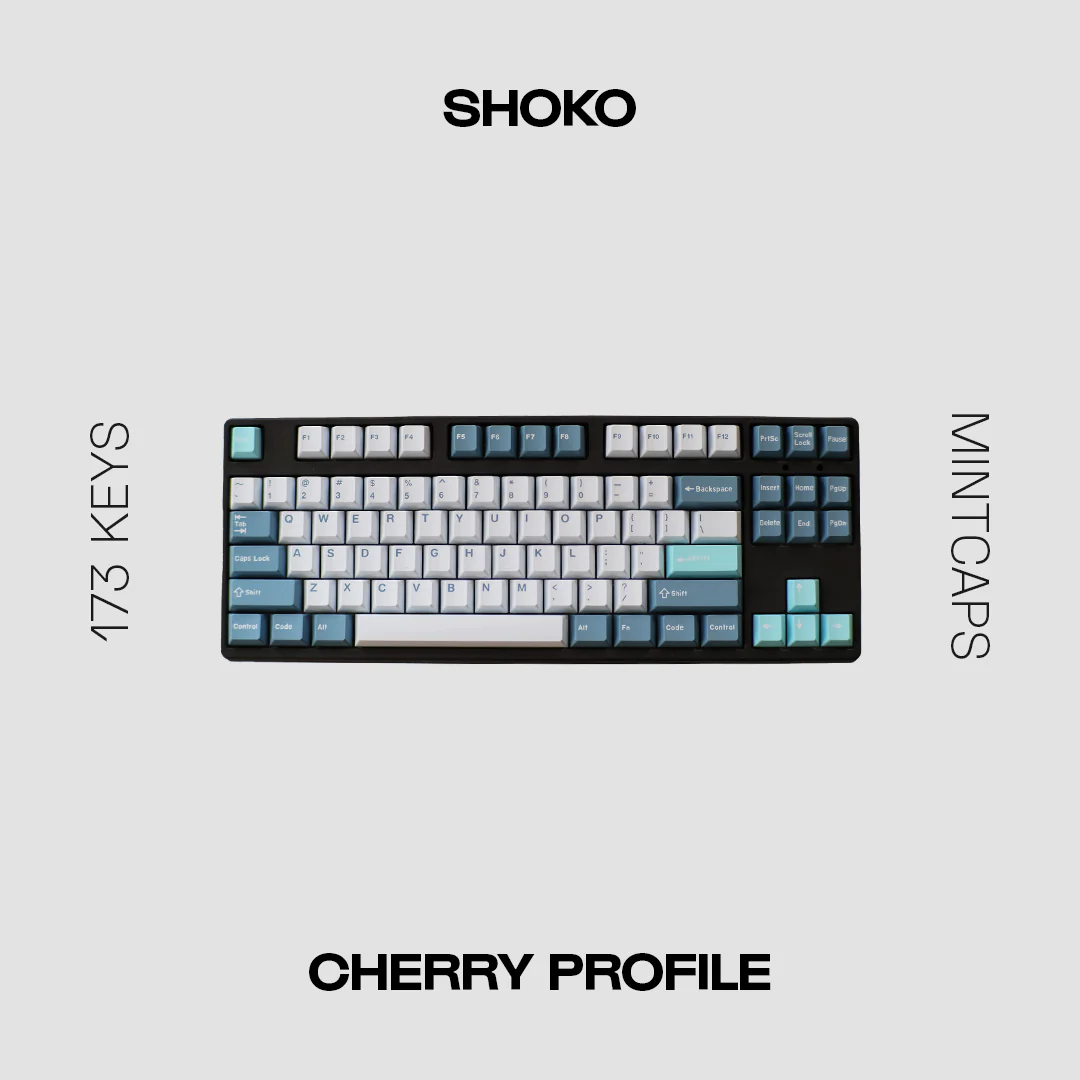 SHOKO
173 KEYS
MINTCAPS
F1 F2 F3 F4 F5 F6 F7 F8 F9 F10 F11 F12 PrtSc Scroll Lock Pause
~ ! @ # $ % ^ & * ( ) — +
- 1 2 3 4 5 6 7 8 9 0 – = Backspace Insert Home PgUp
Tab Q W E R T Y U I O P { [ } ] | \ Delete End PgDn
Caps Lock A S D F G H J K L : ; " '
Shift Z X C V B N M < , > . ? / Shift
Control Code Alt Alt Fn Code Control
CHERRY PROFILE